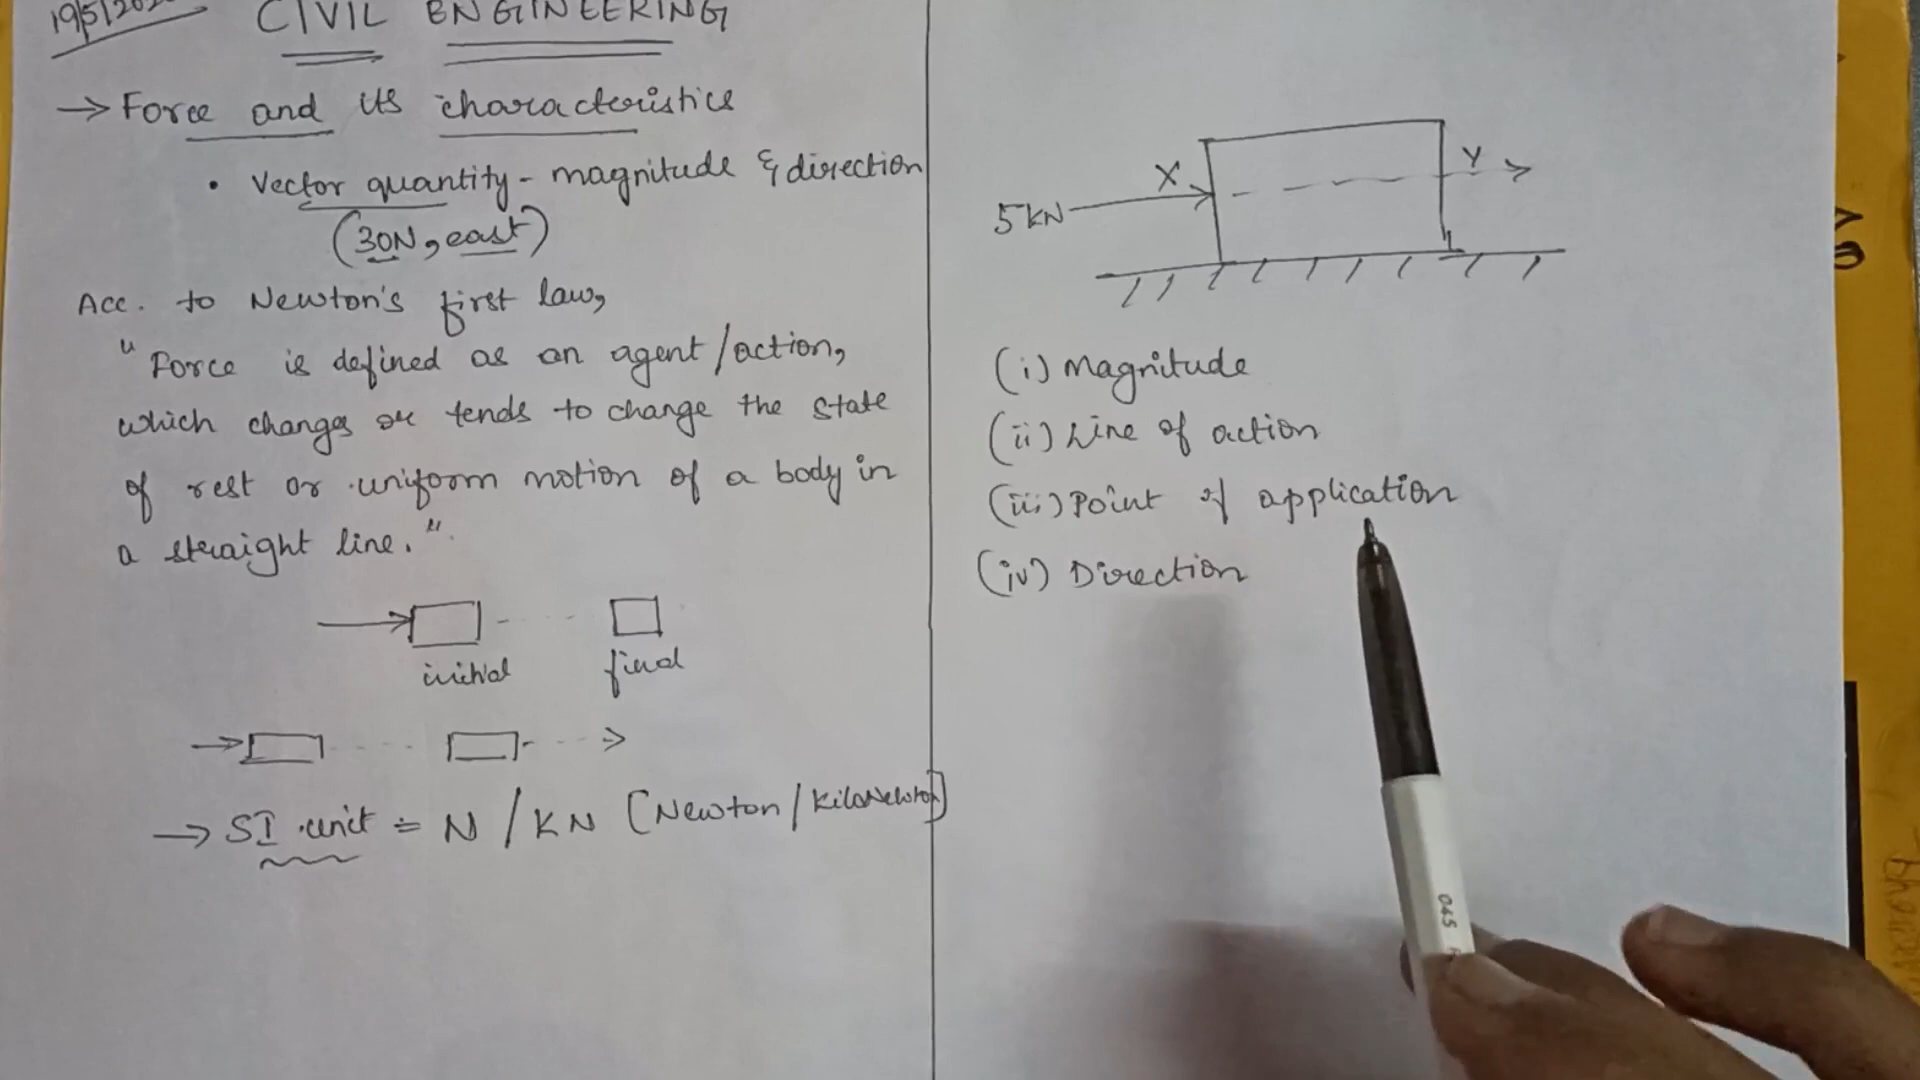 CIVIL ENGINEERING
→ Force and its characteristics
• Vector quantity - magnitude & direction
(30N, east)
Acc. to Newton's first law,
"Force is defined as an agent/action,
which changes or tends to change the state
of rest or uniform motion of a body in
a straight line."
initial final
→ SI unit = N / KN [Newton/KiloNewton]
X Y
5 KN
(i) Magnitude
(ii) Line of action
(iii) Point of application
(iv) Direction
045